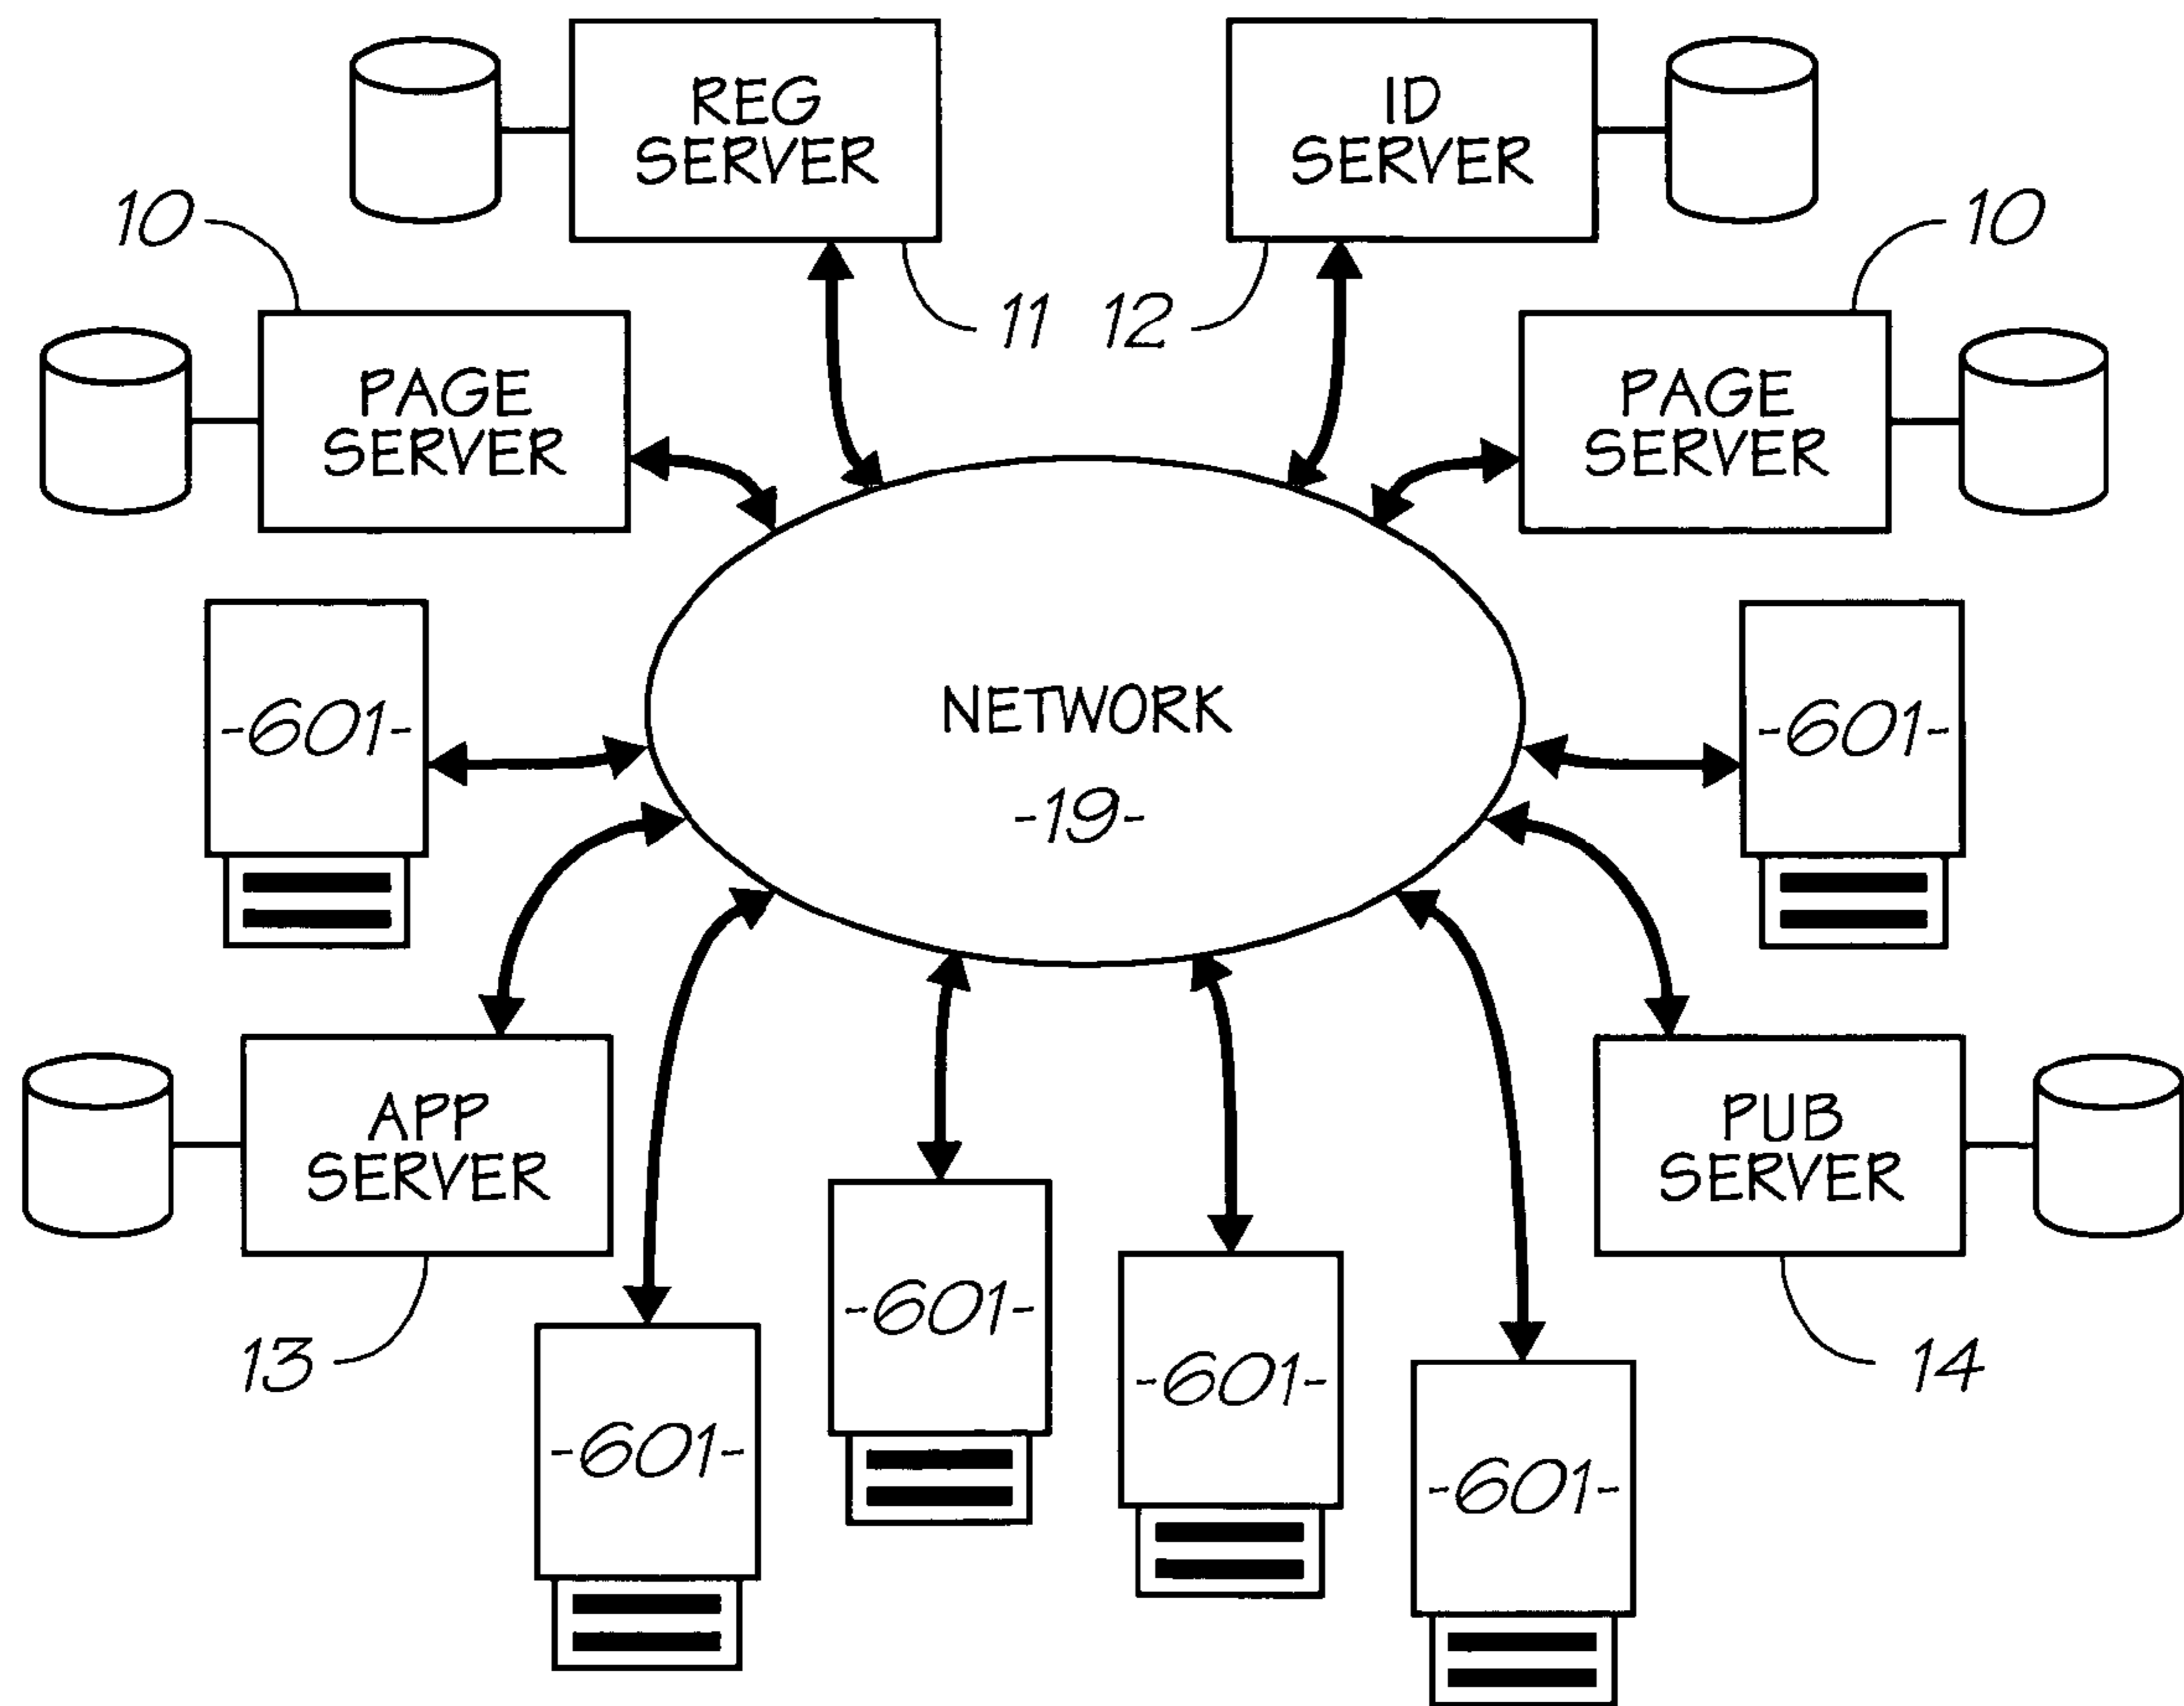 REG
SERVER
ID
SERVER
10
10
11
12
PAGE
SERVER
PAGE
SERVER
-601-
NETWORK
-19-
-601-
APP
SERVER
PUB
SERVER
-601-
13
-601-
14
-601-
-601-